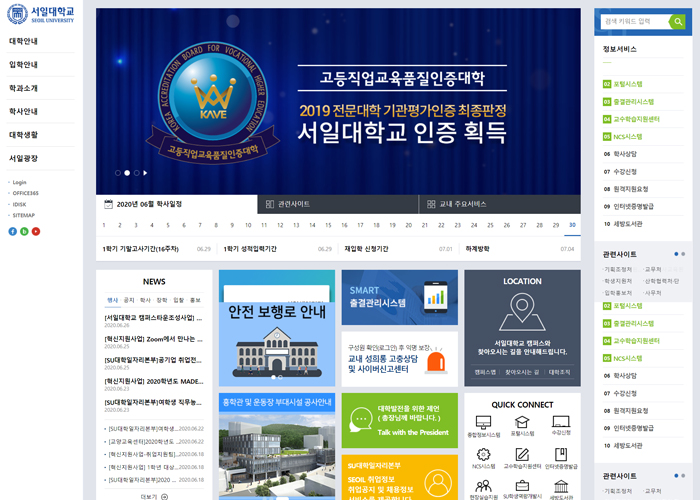 서일대학교
SEOIL UNIVERSITY
대학안내
입학안내
학과소개
학사안내
대학생활
서일광장
Login
OFFICE365
IDISK
SITEMAP
KOREA ACCREDITATION BOARD FOR VOCATIONAL HIGHER EDUCATION
KAVE
고등직업교육품질인증대학
고등직업교육품질인증대학
2019 전문대학 기관평가인증 최종판정
서일대학교 인증 획득
2020년 06월 학사일정
관련사이트
교내 주요서비스
1 2 3 4 5 6 7 8 9 10 11 12 13 14 15 16 17 18 19 20 21 22 23 24 25 26 27 28 29 30
1학기 기말고사기간(16주차) 06.29
1학기 성적입력기간 06.29
재입학 신청기간 07.01
하계방학 07.04
NEWS
행사 공지 학사 장학 입찰 홍보
[서일대학교 캠퍼스타운조성사업] ...
2020.06.26
[혁신지원사업] Zoom에서 만나는 ...
2020.06.25
[SU대학일자리본부]공기업 취업전...
2020.06.25
[혁신지원사업] 2020학년도 MADE...
2020.06.23
[SU대학일자리본부]여학생 직무능...
[SU대학일자리본부]여학생... 2020.06.22
[교양교육센터]2020학년도 ... 2020.06.22
[혁신지원사업-취업지원팀]... 2020.06.18
[혁신지원사업] 1학년 대상... 2020.06.18
[SU대학일자리본부] 2020... 2020.06.18
더보기
안전 보행로 안내
흥학관 및 운동장 부대시설 공사안내
SMART
출결관리시스템
구성원 확인(로그인) 후 익명 보장
교내 성희롱 고충상담
및 사이버신고센터
대학발전을 위한 제언
( 총장님께 바랍니다. )
Talk with the President
SU대학일자리본부
SEOIL 취업정보
취업공지 및 채용정보
서비스를 제공합니다.
LOCATION
서일대학교 캠퍼스와
찾아오시는 길을 안내해드립니다.
캠퍼스맵 찾아오시는 길 대학조직
QUICK CONNECT
종합정보시스템 포털시스템 수강신청
NCS시스템 교수학습지원센터 인터넷증명발급
현장실습지원 SU학생역량개발시 세방도서관
검색 키워드 입력
정보서비스
02 포털시스템
03 출결관리시스템
04 교수학습지원센터
05 NCS시스템
06 학사상담
07 수강신청
08 원격지원요청
09 인터넷증명발급
10 세방도서관
관련사이트
· 기획조정처 · 교무처
· 학생지원처 · 산학협력처·단
· 입학홍보처 · 사무처
02 포털시스템
03 출결관리시스템
04 교수학습지원센터
05 NCS시스템
06 학사상담
07 수강신청
08 원격지원요청
09 인터넷증명발급
10 세방도서관
관련사이트
· 기획조정처 · 교무처